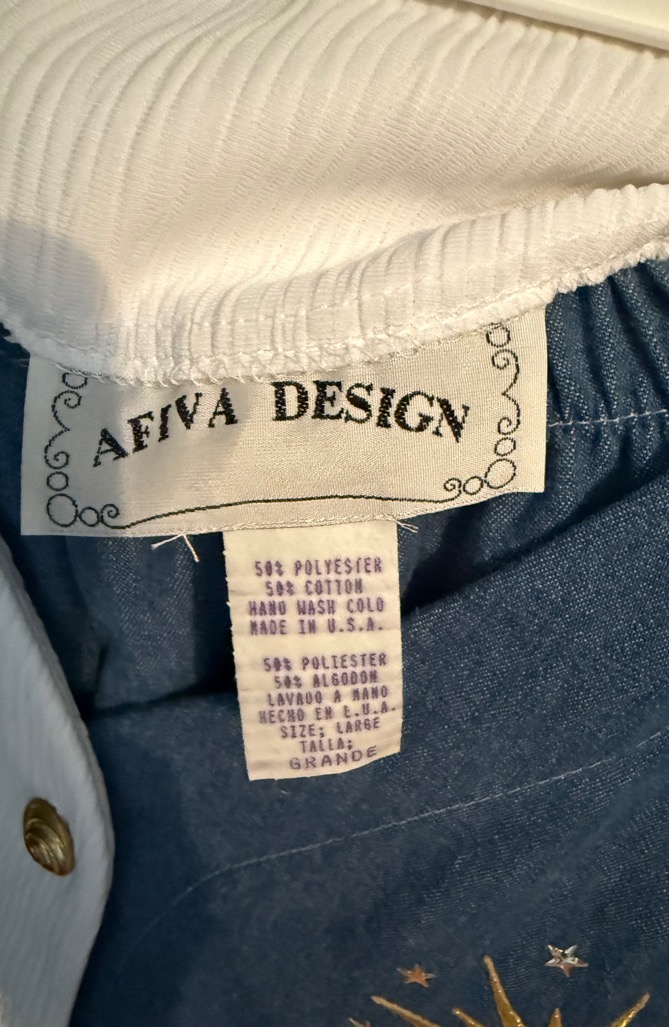 AFIVA DESIGN
50% POLYESTER
50% COTTON
HAND WASH COLD
MADE IN U.S.A.
50% POLIESTER
50% ALGODON
LAVADO A MANO
HECHO EN E.U.A.
SIZE; LARGE
TALLA;
GRANDE